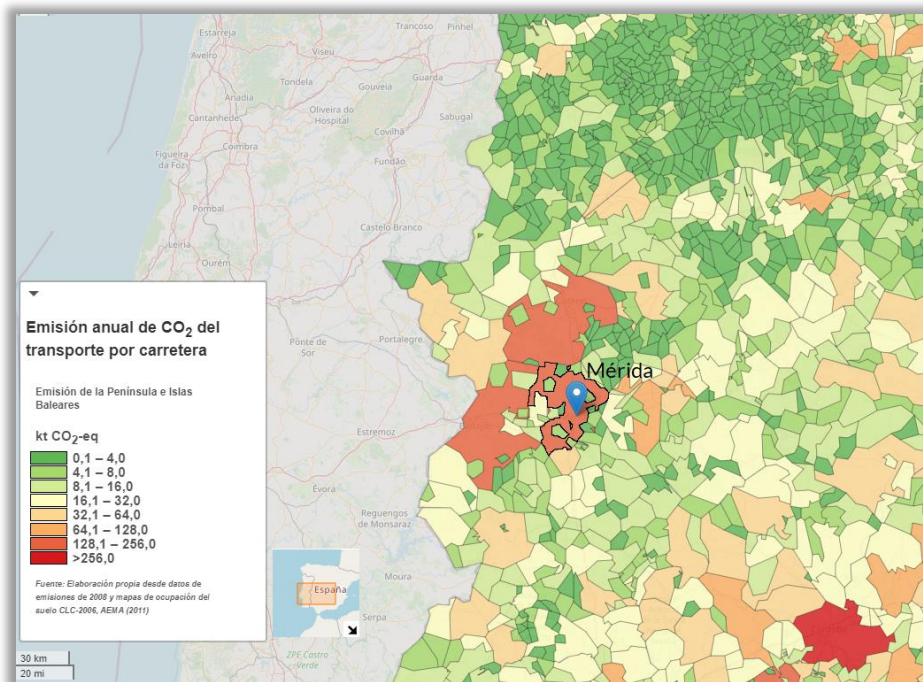 Estarreja
Trancoso
Pinhel
Viseu
Aveiro
Tondela
Gouveia
Guarda
Anadia
Oliveira do
Hospital
Cantanhede
Sabugal
Covilhã
Coimbra
Figueira
da Foz
Fundão
Pombal
Castelo Branco
Leiria
Ourém
Emisión anual de CO2 del
transporte por carretera
Emisión de la Península e Islas
Baleares
kt CO2-eq
0,1 – 4,0
4,1 – 8,0
8,1 – 16,0
16,1 – 32,0
32,1 – 64,0
64,1 – 128,0
128,1 – 256,0
>256,0
Fuente: Elaboración propia desde datos de
emisiones de 2008 y mapas de ocupación del
suelo CLC-2006, AEMA (2011)
Ponte de
Sor
Portalegre
Mérida
Estremoz
Évora
Reguengos
de Monsaraz
Moura
España
Serpa
ZPE Castro
Verde
30 km
20 mi